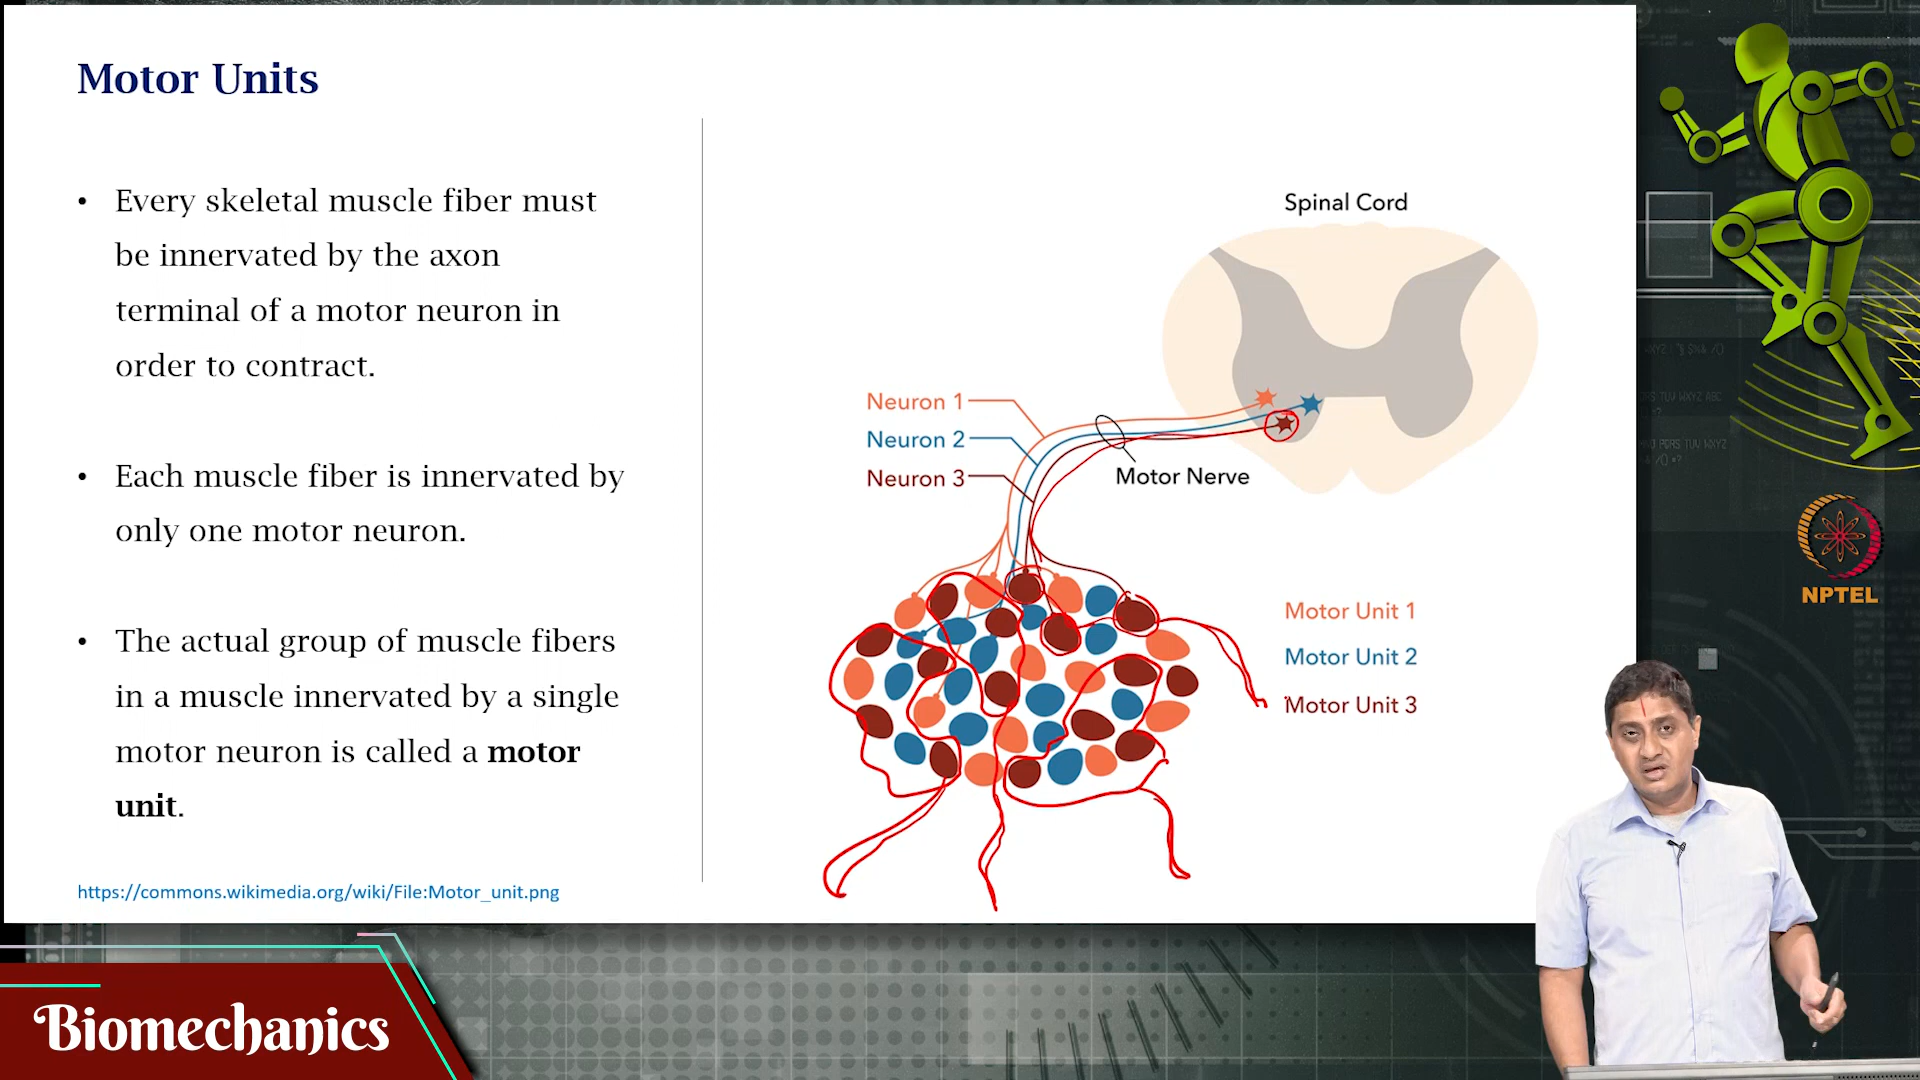 Motor Units
• Every skeletal muscle fiber must
be innervated by the axon
terminal of a motor neuron in
order to contract.
• Each muscle fiber is innervated by
only one motor neuron.
• The actual group of muscle fibers
in a muscle innervated by a single
motor neuron is called a motor
unit.
https://commons.wikimedia.org/wiki/File:Motor_unit.png
Spinal Cord
Neuron 1
Neuron 2
Neuron 3
Motor Nerve
Motor Unit 1
Motor Unit 2
Motor Unit 3
NPTEL
Biomechanics